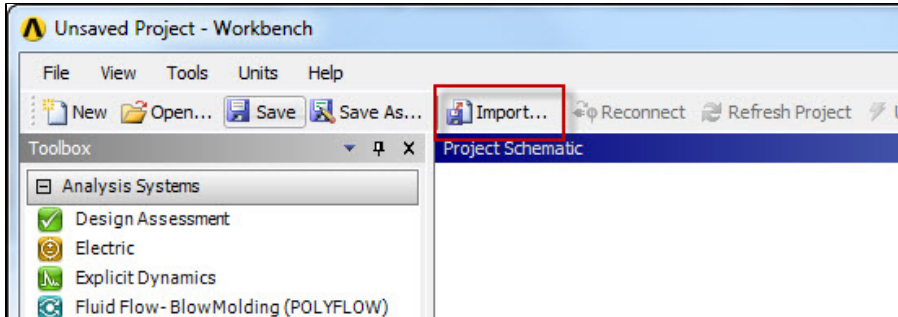 Unsaved Project - Workbench
File View Tools Units Help
New Open... Save Save As... Import... Reconnect Refresh Project
Toolbox Project Schematic
Analysis Systems
Design Assessment
Electric
Explicit Dynamics
Fluid Flow- BlowMolding (POLYFLOW)